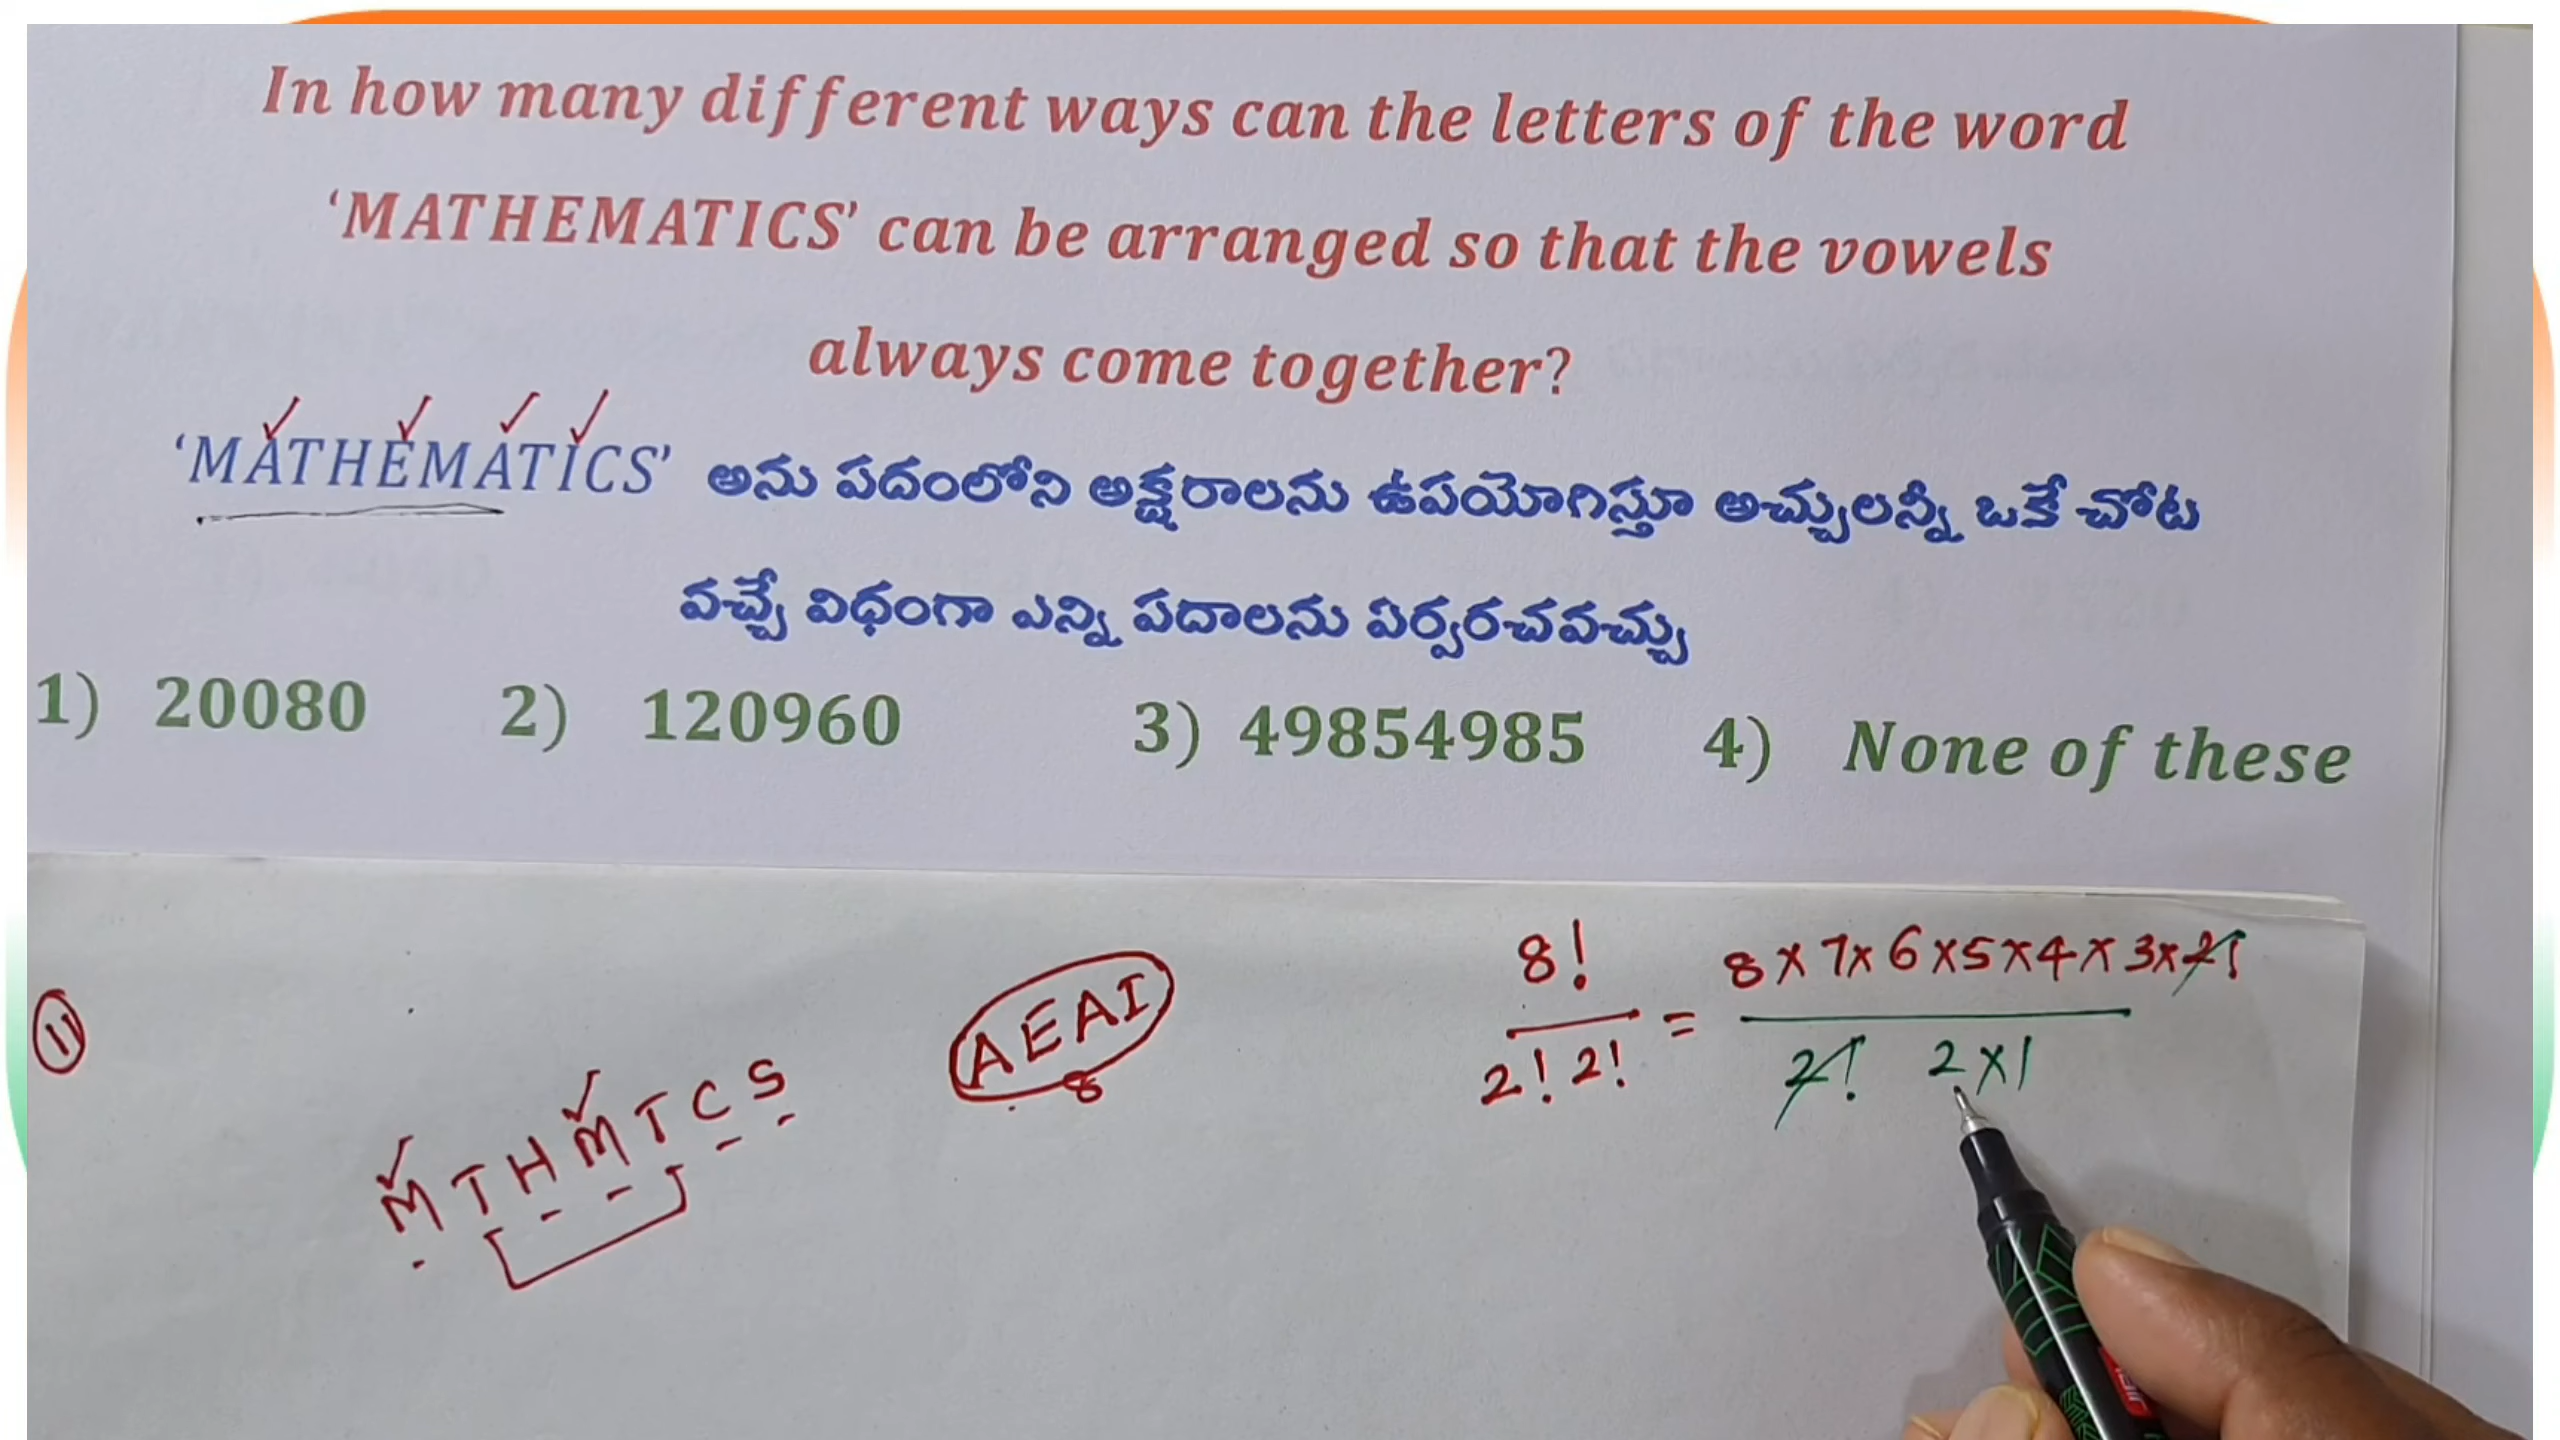 In how many different ways can the letters of the word
‘MATHEMATICS’ can be arranged so that the vowels
always come together?
‘MATHEMATICS’ అను పదంలోని అక్షరాలను ఉపయోగిస్తూ అచ్చులన్నీ ఒకే చోట
వచ్చే విధంగా ఎన్ని పదాలను ఏర్వరచవచ్చు
1) 20080 2) 120960 3) 49854985 4) None of these
11
M T H M T C S
AEAI
8
8! / 2! 2! = 8 × 7 × 6 × 5 × 4 × 3 × 2! / 2! 2 × 1